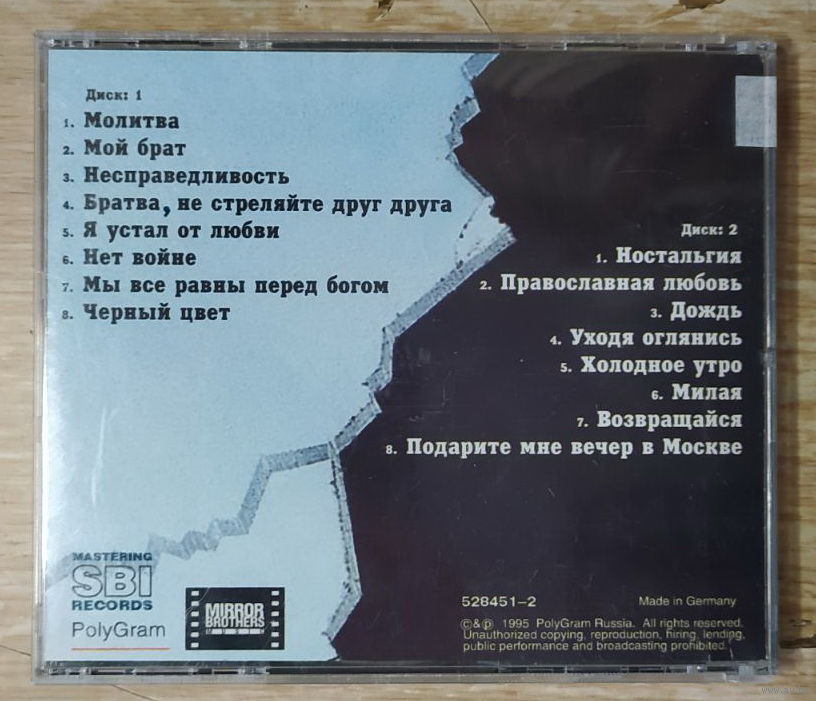 Диск: 1
1. Молитва
2. Мой брат
3. Несправедливость
4. Братва, не стреляйте друг друга
5. Я устал от любви
6. Нет войне
7. Мы все равны перед богом
8. Черный цвет
Диск: 2
1. Ностальгия
2. Православная любовь
3. Дождь
4. Уходя оглянись
5. Холодное утро
6. Милая
7. Возвращайся
8. Подарите мне вечер в Москве
MASTERING
SBI
RECORDS
PolyGram
MIRROR
BROTHERS
MUSIC
528451-2
Made in Germany
©&℗ 1995 PolyGram Russia. All rights reserved.
Unauthorized copying, reproduction, hiring, lending,
public performance and broadcasting prohibited.